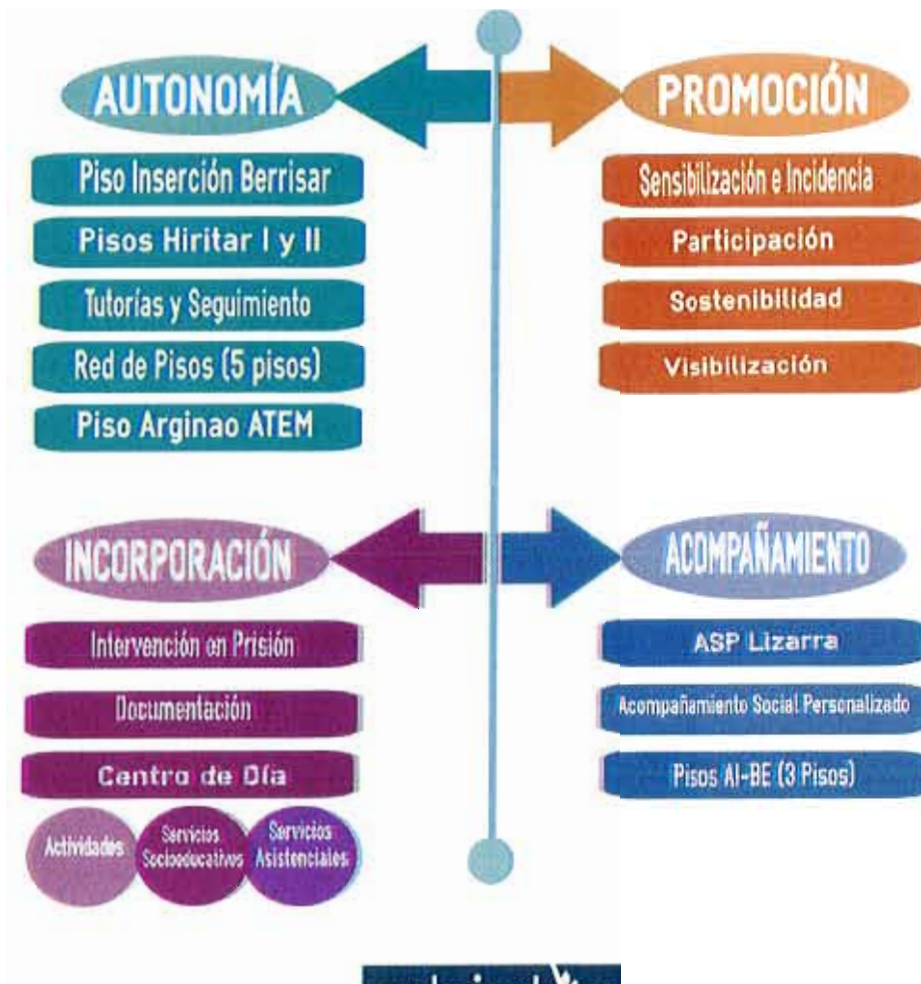 AUTONOMÍA
Piso Inserción Berrisar
Pisos Hiritar I y II
Tutorías y Seguimiento
Red de Pisos (5 pisos)
Piso Arginao ATEM
PROMOCIÓN
Sensibilización e Incidencia
Participación
Sostenibilidad
Visibilización
INCORPORACIÓN
Intervención en Prisión
Documentación
Centro de Día
Actividades
Servicios
Socioeducativos
Servicios
Asistenciales
ACOMPAÑAMIENTO
ASP Lizarra
Acompañamiento Social Personalizado
Pisos AI-BE (3 Pisos)